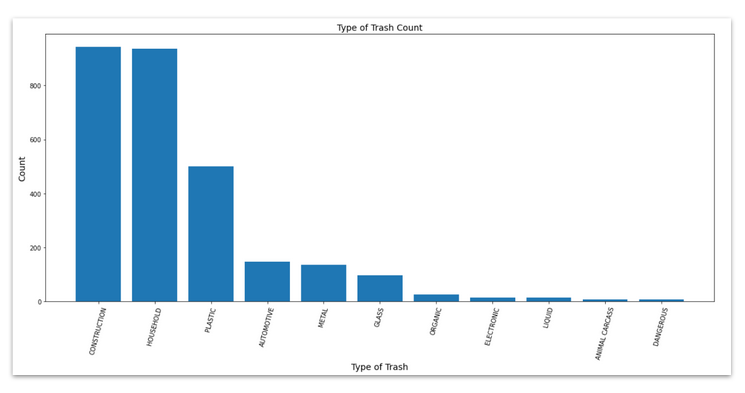 Type of Trash Count
Count
800
600
400
200
0
CONSTRUCTION
HOUSEHOLD
PLASTIC
AUTOMOTIVE
METAL
GLASS
ORGANIC
ELECTRONIC
LIQUID
ANIMAL CARCASS
DANGEROUS
Type of Trash